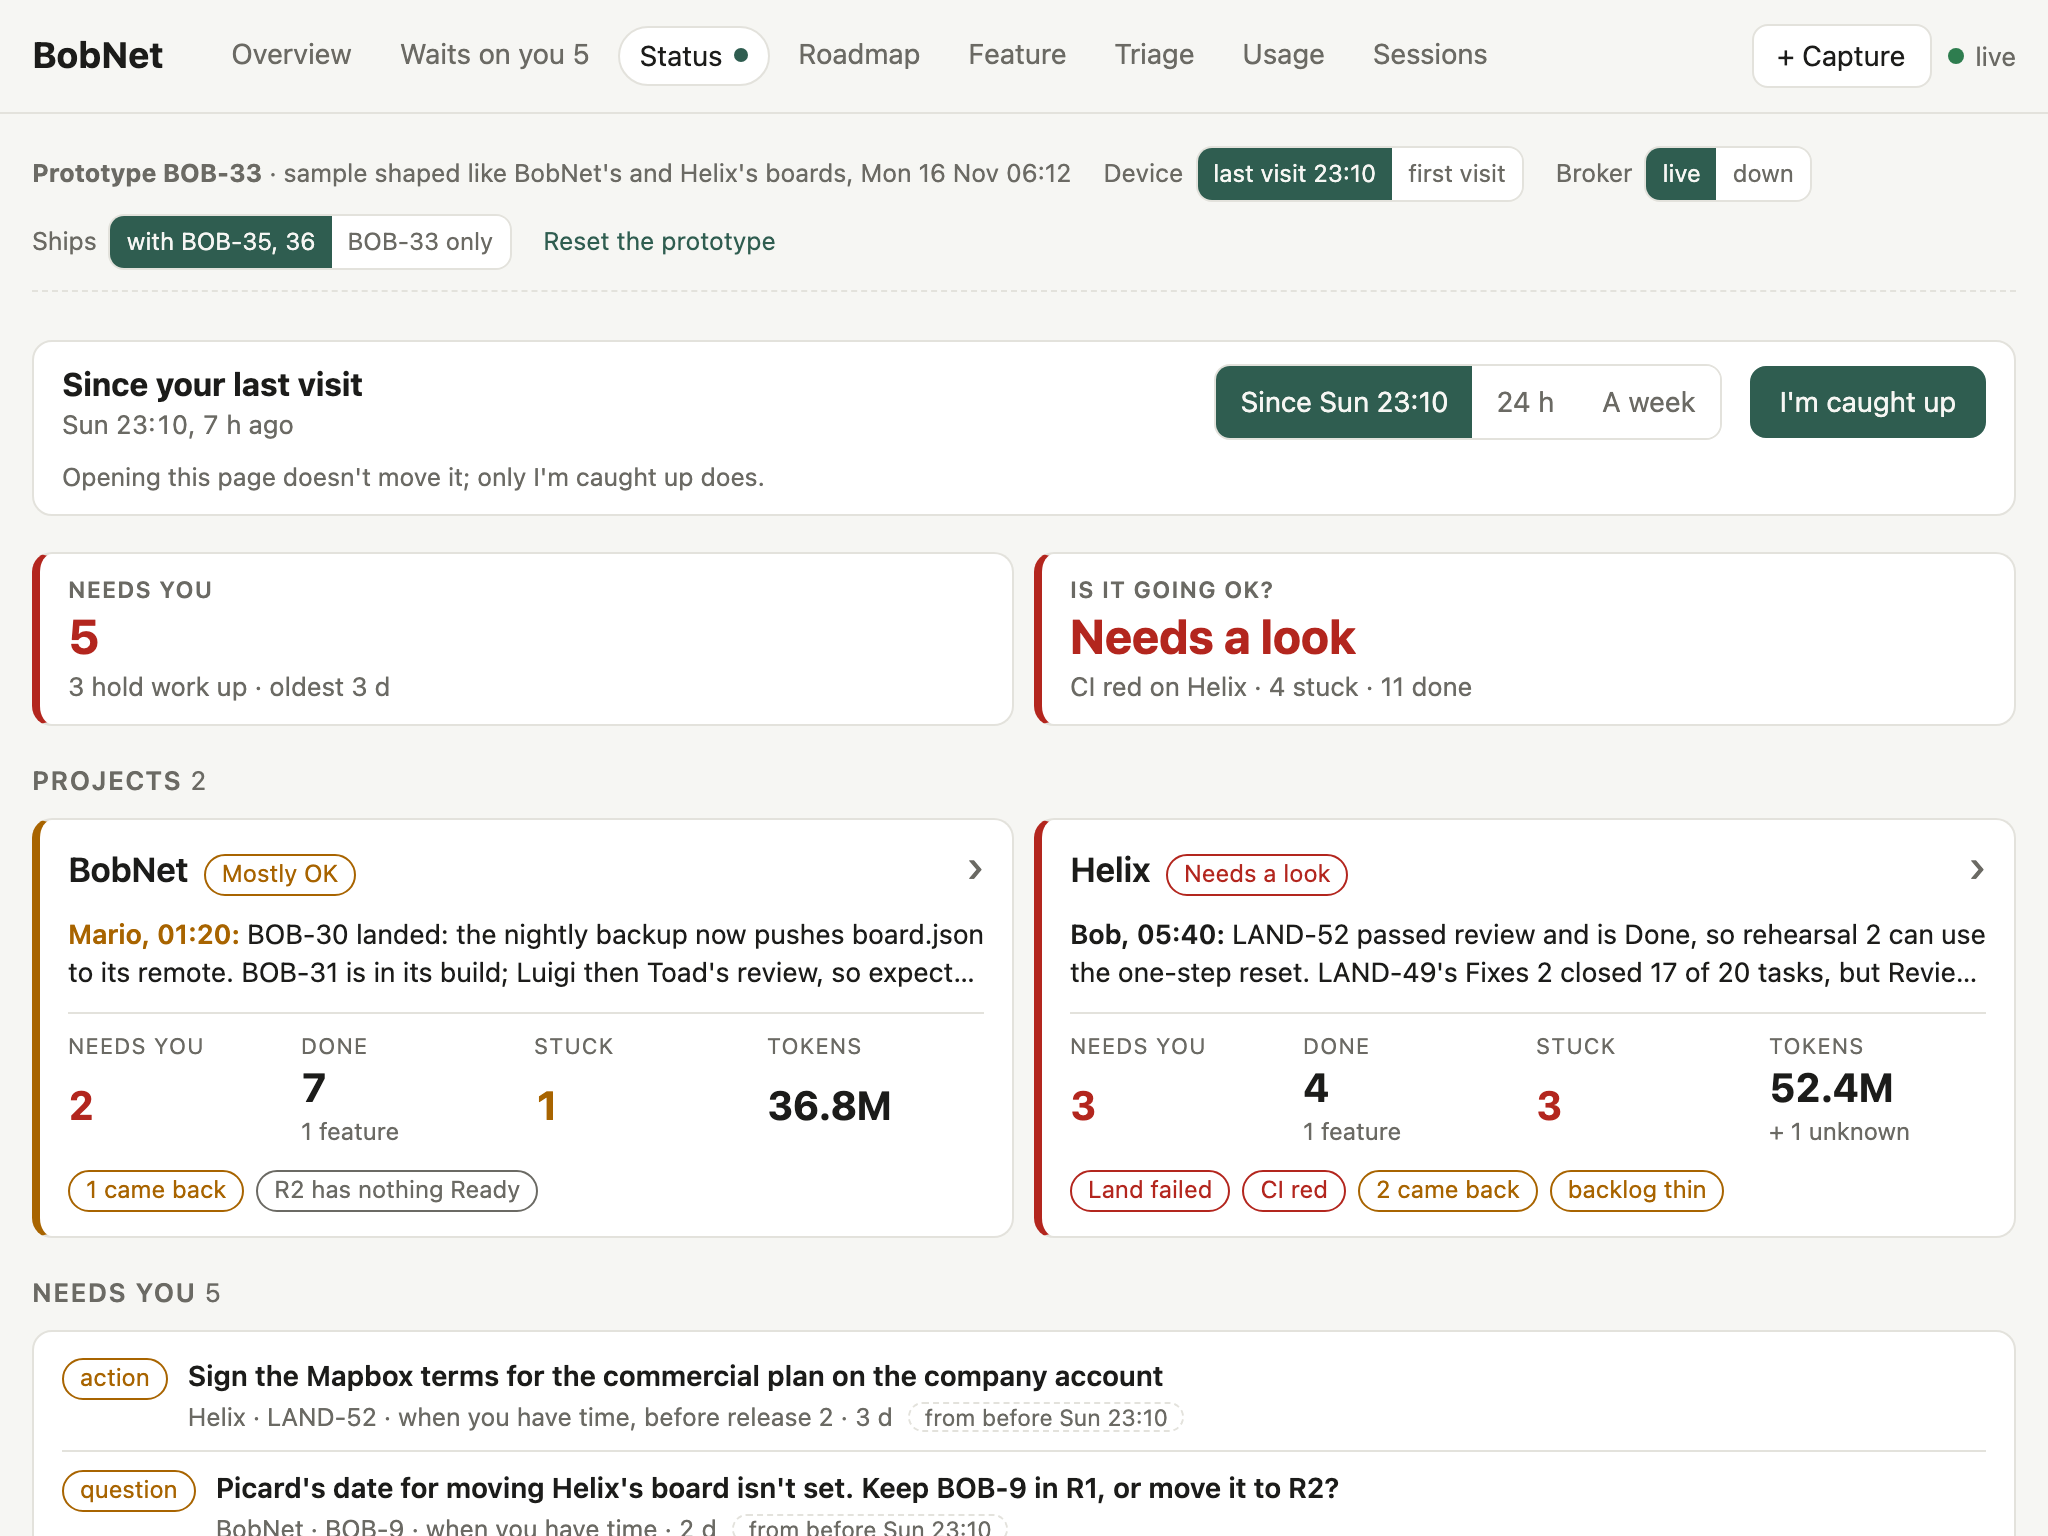 BobNet Overview Waits on you 5 Status Roadmap Feature Triage Usage Sessions + Capture live
Prototype BOB-33 · sample shaped like BobNet's and Helix's boards, Mon 16 Nov 06:12 Device last visit 23:10 first visit Broker live down
Ships with BOB-35, 36 BOB-33 only Reset the prototype
Since your last visit
Sun 23:10, 7 h ago
Since Sun 23:10 24 h A week I'm caught up
Opening this page doesn't move it; only I'm caught up does.
NEEDS YOU
5
3 hold work up · oldest 3 d
IS IT GOING OK?
Needs a look
CI red on Helix · 4 stuck · 11 done
PROJECTS 2
BobNet Mostly OK ›
Mario, 01:20: BOB-30 landed: the nightly backup now pushes board.json
to its remote. BOB-31 is in its build; Luigi then Toad's review, so expect...
NEEDS YOU DONE STUCK TOKENS
2 7 1 36.8M
1 feature
1 came back R2 has nothing Ready
Helix Needs a look ›
Bob, 05:40: LAND-52 passed review and is Done, so rehearsal 2 can use
the one-step reset. LAND-49's Fixes 2 closed 17 of 20 tasks, but Revie...
NEEDS YOU DONE STUCK TOKENS
3 4 3 52.4M
1 feature + 1 unknown
Land failed CI red 2 came back backlog thin
NEEDS YOU 5
action Sign the Mapbox terms for the commercial plan on the company account
Helix · LAND-52 · when you have time, before release 2 · 3 d from before Sun 23:10
question Picard's date for moving Helix's board isn't set. Keep BOB-9 in R1, or move it to R2?
BobNet · BOB-9 · when you have time · 2 d from before Sun 23:10